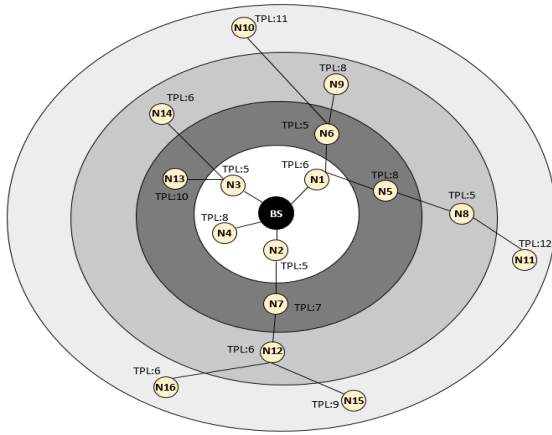 TPL:11
N10
TPL:8
N9
TPL:6
N14
TPL:5
N6
TPL:5
TPL:6
TPL:8
N13
N3
N1
N5
TPL:10
TPL:5
N8
TPL:8
BS
N4
N2
TPL:12
N11
TPL:5
N7
TPL:7
TPL:6
N12
TPL:6
N16
N15
TPL:9